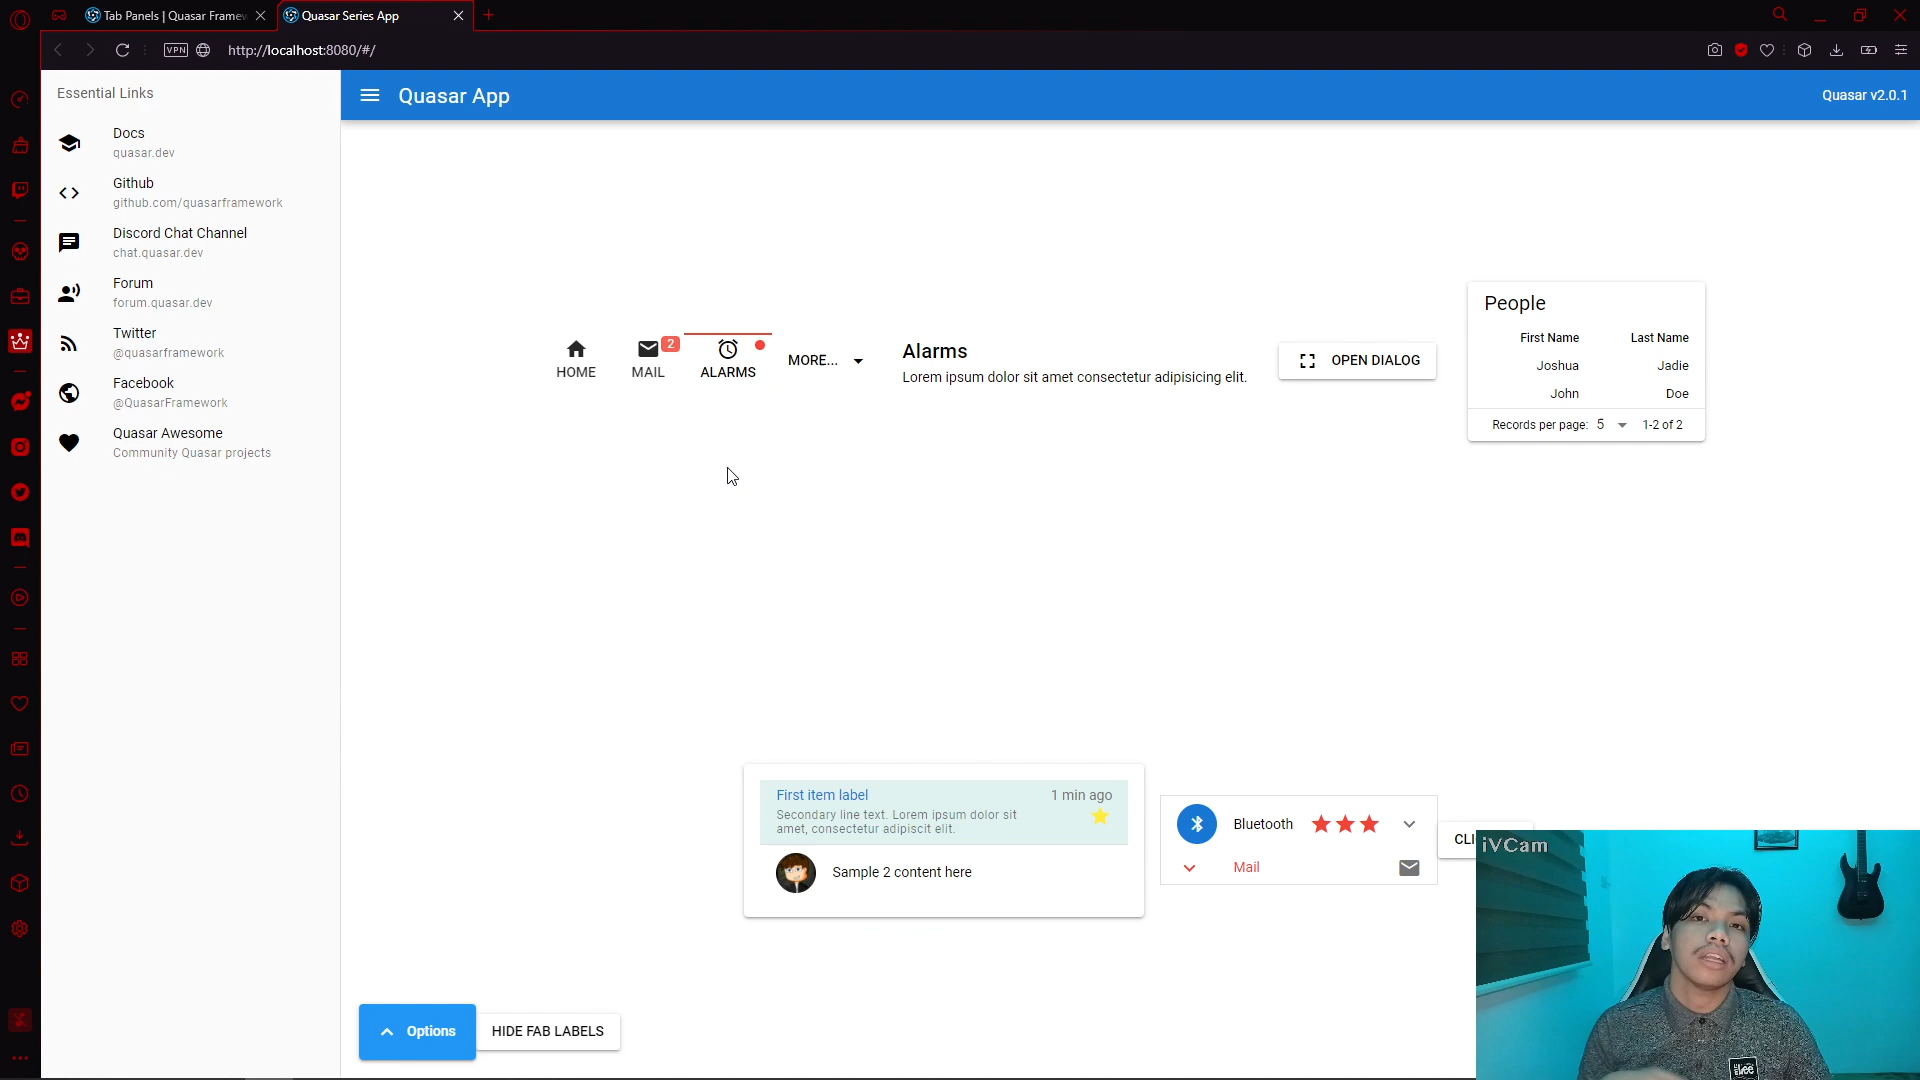 Tab Panels | Quasar Framew
Quasar Series App
VPN
http://localhost:8080/#/
Essential Links
Docs
quasar.dev
Github
github.com/quasarframework
Discord Chat Channel
chat.quasar.dev
Forum
forum.quasar.dev
Twitter
@quasarframework
Facebook
@QuasarFramework
Quasar Awesome
Community Quasar projects
Quasar App
Quasar v2.0.1
HOME
MAIL
2
ALARMS
MORE...
Alarms
Lorem ipsum dolor sit amet consectetur adipisicing elit.
OPEN DIALOG
People
First Name Last Name
Joshua Jadie
John Doe
Records per page: 5 1-2 of 2
First item label
1 min ago
Secondary line text. Lorem ipsum dolor sit
amet, consectetur adipiscit elit.
Sample 2 content here
Bluetooth
Mail
CLI
iVCam
Lee
Options
HIDE FAB LABELS